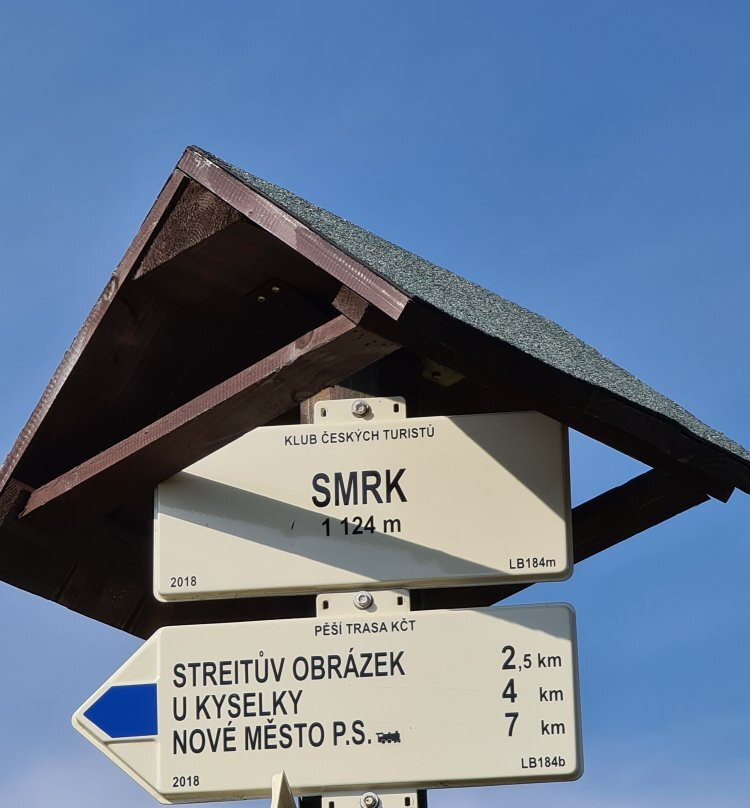 KLUB ČESKÝCH TURISTŮ
SMRK
1 124 m
2018 LB184m
PĚŠÍ TRASA KČT
STREITŮV OBRÁZEK 2,5 km
U KYSELKY 4 km
NOVÉ MĚSTO P.S. 7 km
2018 LB184b